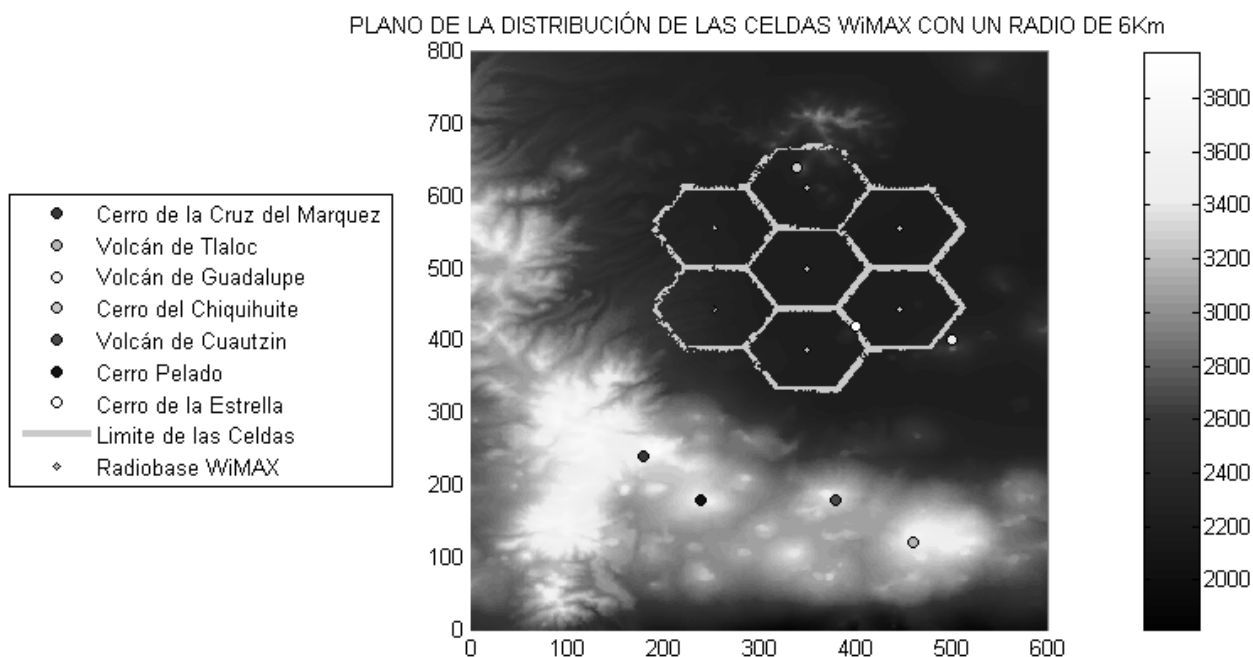 PLANO DE LA DISTRIBUCIÓN DE LAS CELDAS WiMAX CON UN RADIO DE 6Km
Cerro de la Cruz del Marquez
Volcán de Tlaloc
Volcán de Guadalupe
Cerro del Chiquihuite
Volcán de Cuautzin
Cerro Pelado
Cerro de la Estrella
Limite de las Celdas
Radiobase WiMAX
800
700
600
500
400
300
200
100
0
0 100 200 300 400 500 600
3800
3600
3400
3200
3000
2800
2600
2400
2200
2000